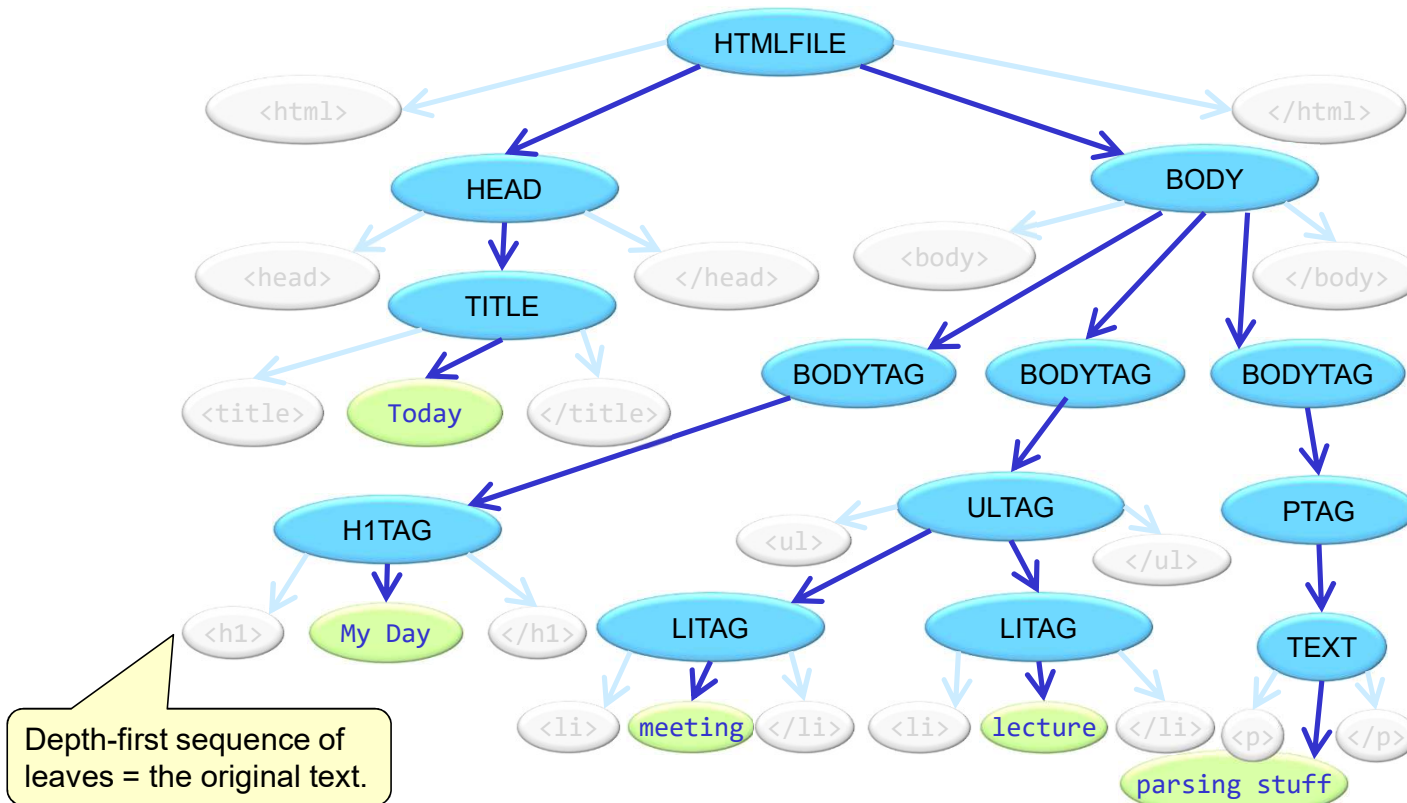 HTMLFILE
<html>
</html>
HEAD
BODY
<head>
</head>
<body>
</body>
TITLE
BODYTAG
BODYTAG
BODYTAG
<title>
Today
</title>
H1TAG
ULTAG
PTAG
<ul>
</ul>
<h1>
My Day
</h1>
LITAG
LITAG
TEXT
<li>
meeting
</li>
<li>
lecture
</li>
<p>
</p>
parsing stuff
Depth-first sequence of
leaves = the original text.